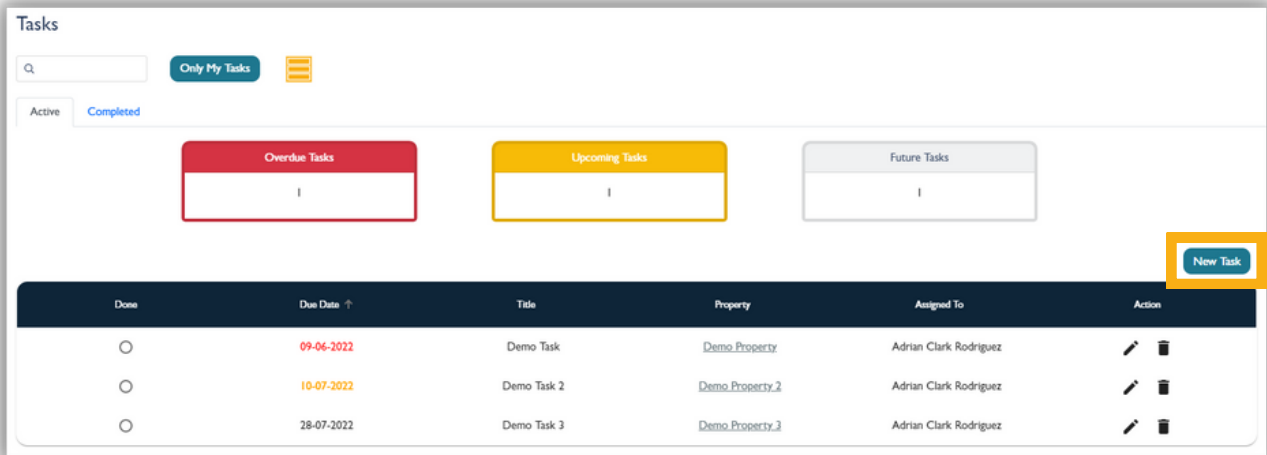 Tasks
Only My Tasks
Active Completed
Overdue Tasks Upcoming Tasks Future Tasks
1 1 1
New Task
Done Due Date ↑ Title Property Assigned To Action
09-06-2022 Demo Task Demo Property Adrian Clark Rodriguez
10-07-2022 Demo Task 2 Demo Property 2 Adrian Clark Rodriguez
28-07-2022 Demo Task 3 Demo Property 3 Adrian Clark Rodriguez